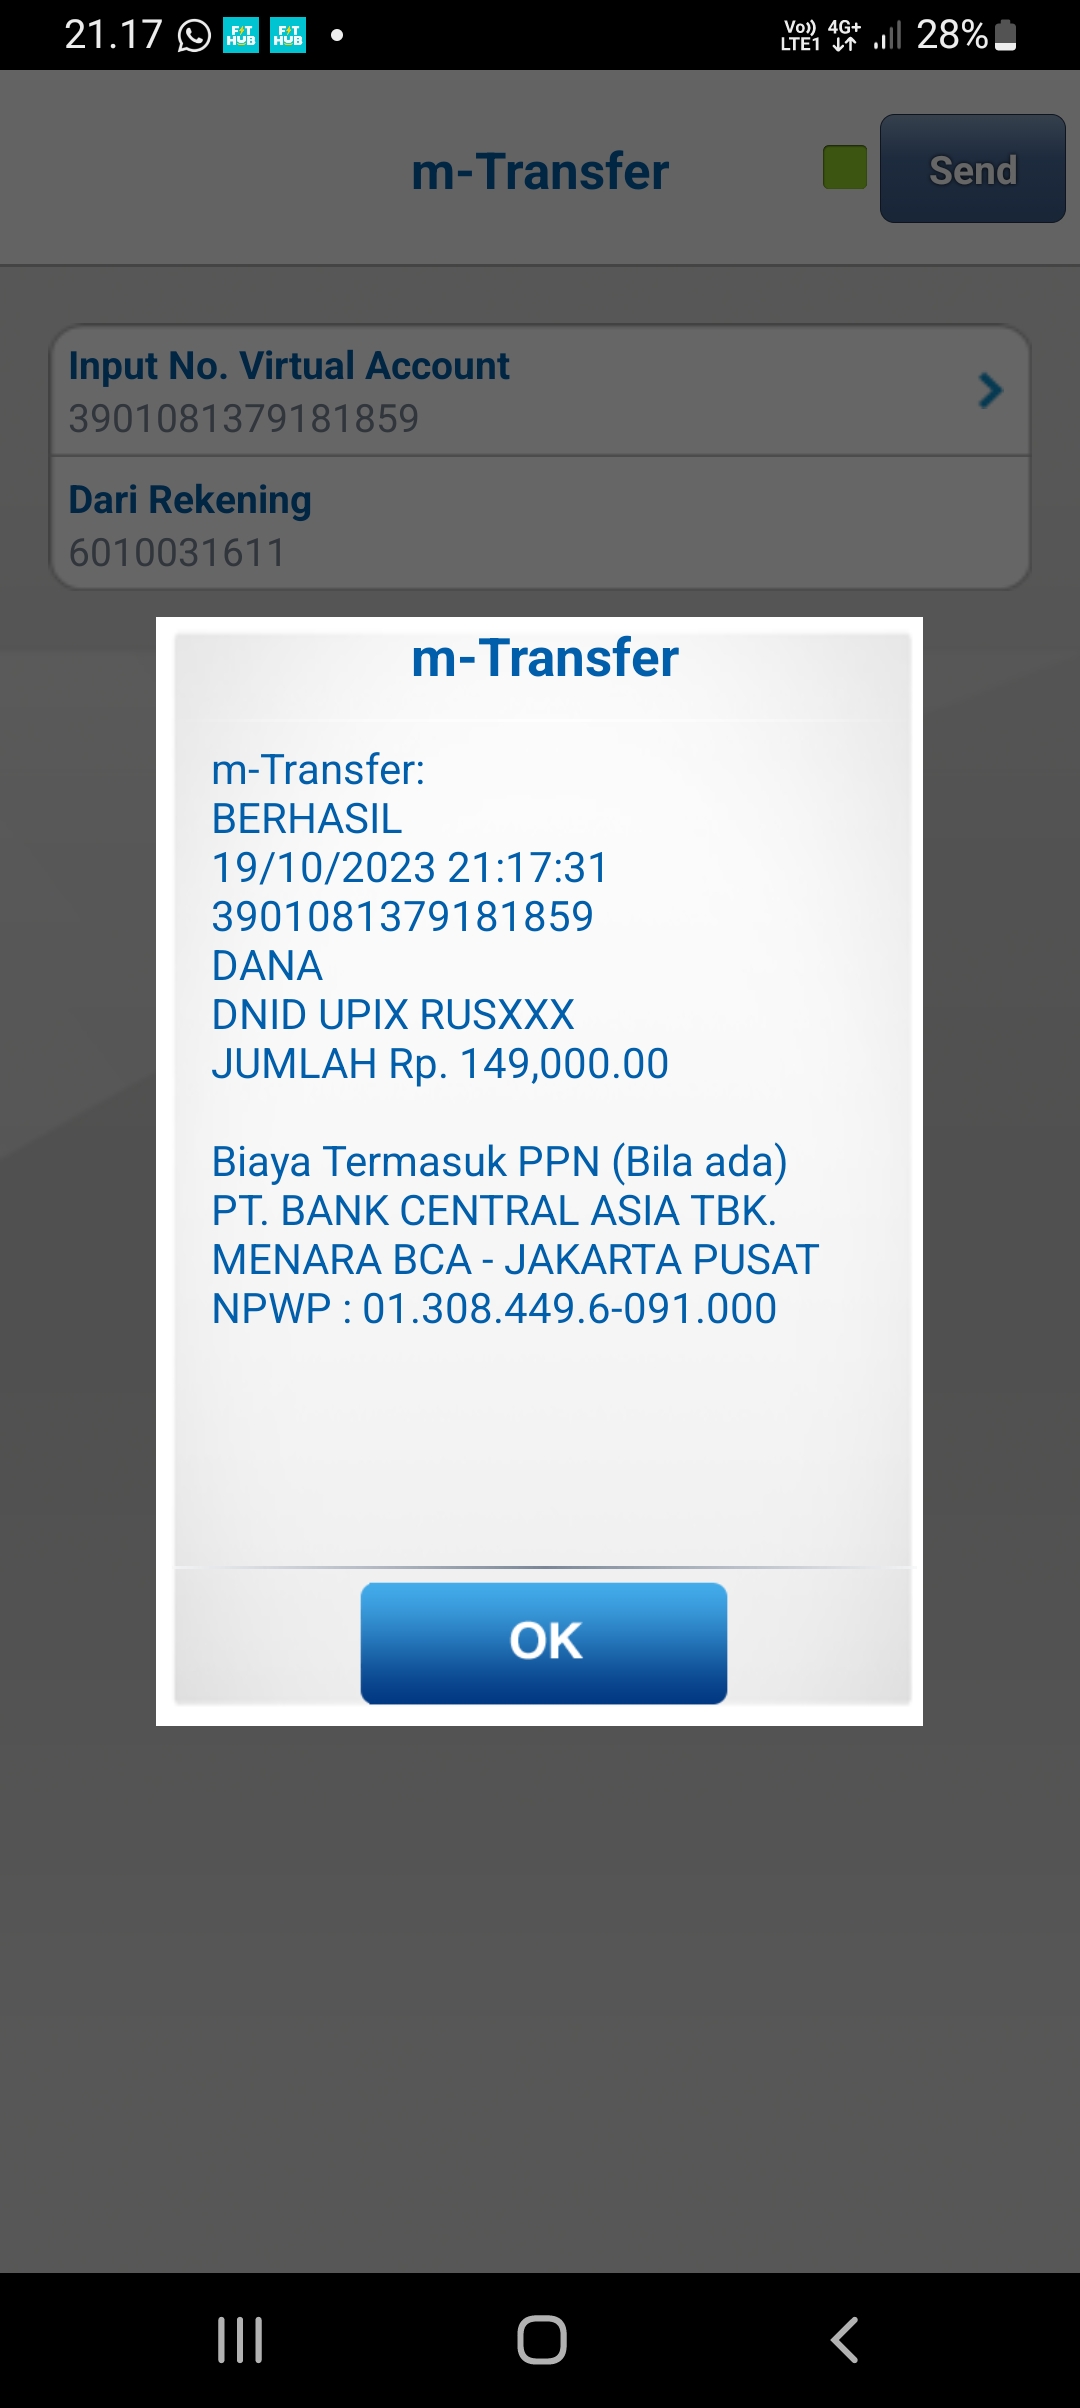 21.17 FIT HUB FIT HUB Vo)) LTE1 4G+ 28%
m-Transfer
Send
Input No. Virtual Account
3901081379181859
Dari Rekening
6010031611
m-Transfer
m-Transfer:
BERHASIL
19/10/2023 21:17:31
3901081379181859
DANA
DNID UPIX RUSXXX
JUMLAH Rp. 149,000.00
Biaya Termasuk PPN (Bila ada)
PT. BANK CENTRAL ASIA TBK.
MENARA BCA - JAKARTA PUSAT
NPWP : 01.308.449.6-091.000
OK